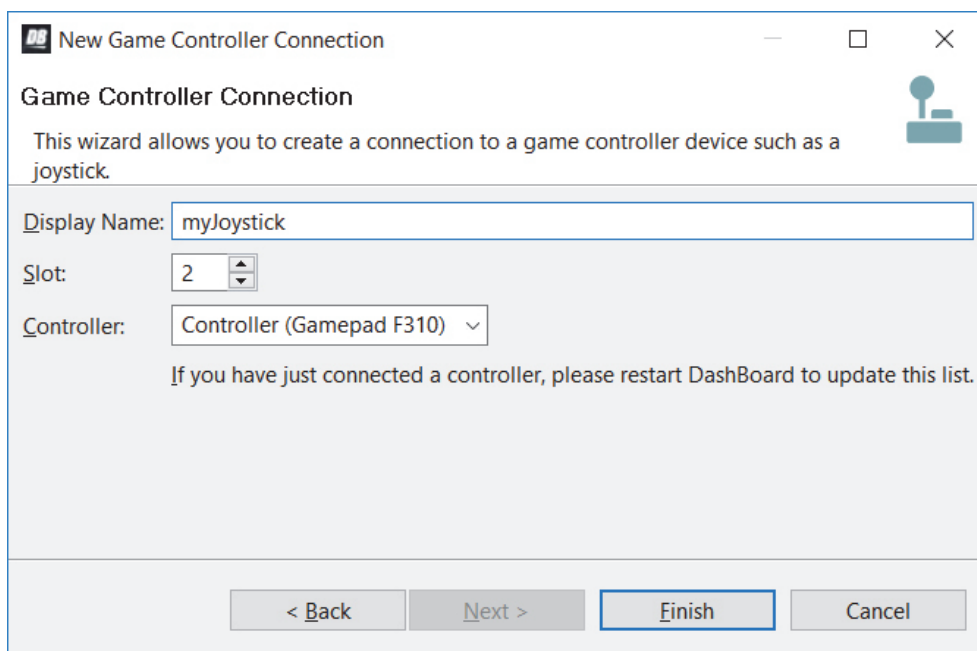 DB New Game Controller Connection
Game Controller Connection
This wizard allows you to create a connection to a game controller device such as a
joystick.
Display Name: myJoystick
Slot: 2
Controller: Controller (Gamepad F310)
If you have just connected a controller, please restart DashBoard to update this list.
< Back Next > Finish Cancel